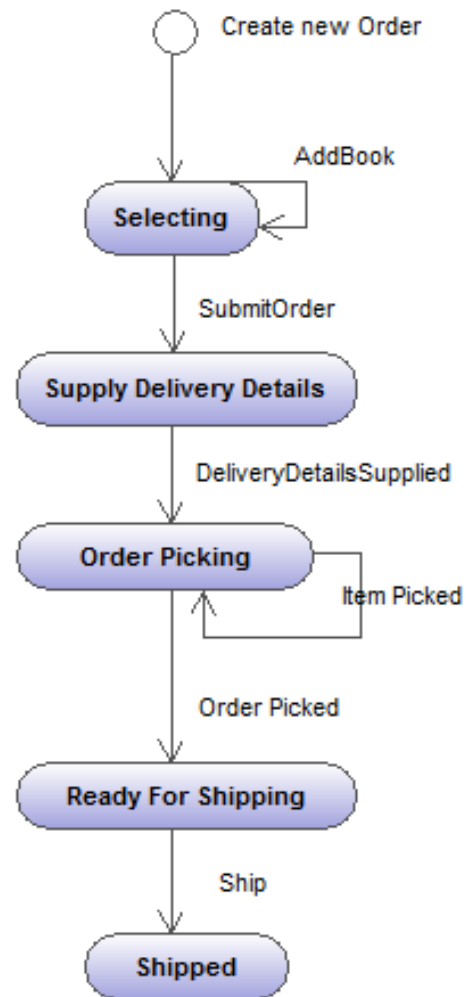 Create new Order
AddBook
Selecting
SubmitOrder
Supply Delivery Details
DeliveryDetailsSupplied
Order Picking
Item Picked
Order Picked
Ready For Shipping
Ship
Shipped